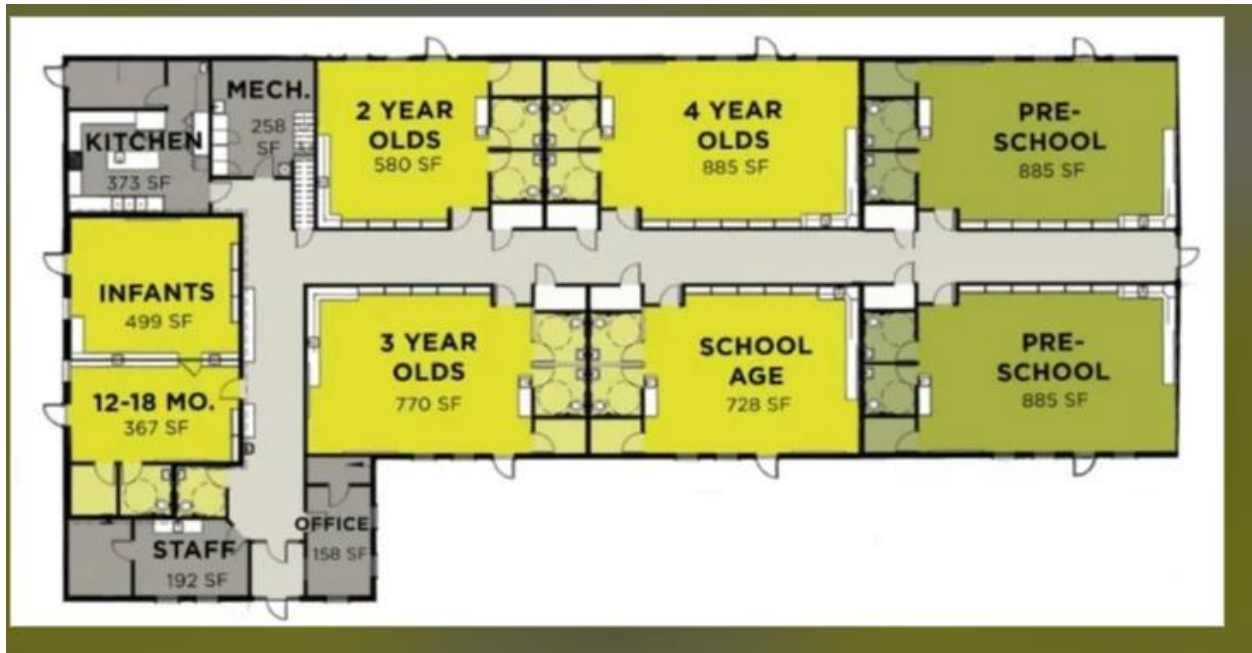 MECH.
258
SF
KITCHEN
373 SF
2 YEAR
OLDS
580 SF
4 YEAR
OLDS
885 SF
PRE-
SCHOOL
885 SF
INFANTS
499 SF
12-18 MO.
367 SF
3 YEAR
OLDS
770 SF
SCHOOL
AGE
728 SF
PRE-
SCHOOL
885 SF
STAFF
192 SF
OFFICE
158 SF